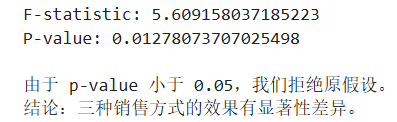 F-statistic: 5.609158037185223
P-value: 0.01278073707025498
由于 p-value 小于 0.05，我们拒绝原假设。
结论：三种销售方式的效果有显著性差异。